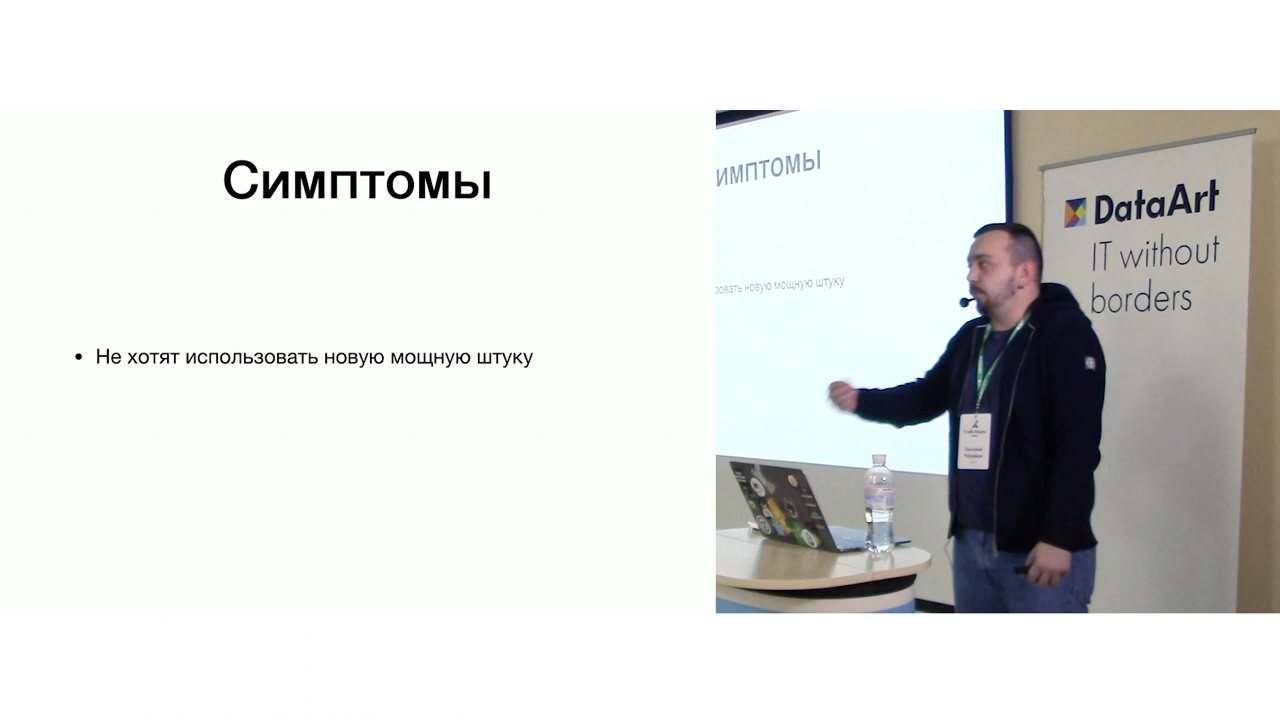 Симптомы
• Не хотят использовать новую мощную штуку
имптомы
зовать новую мощную штуку
DataArt
IT without
borders